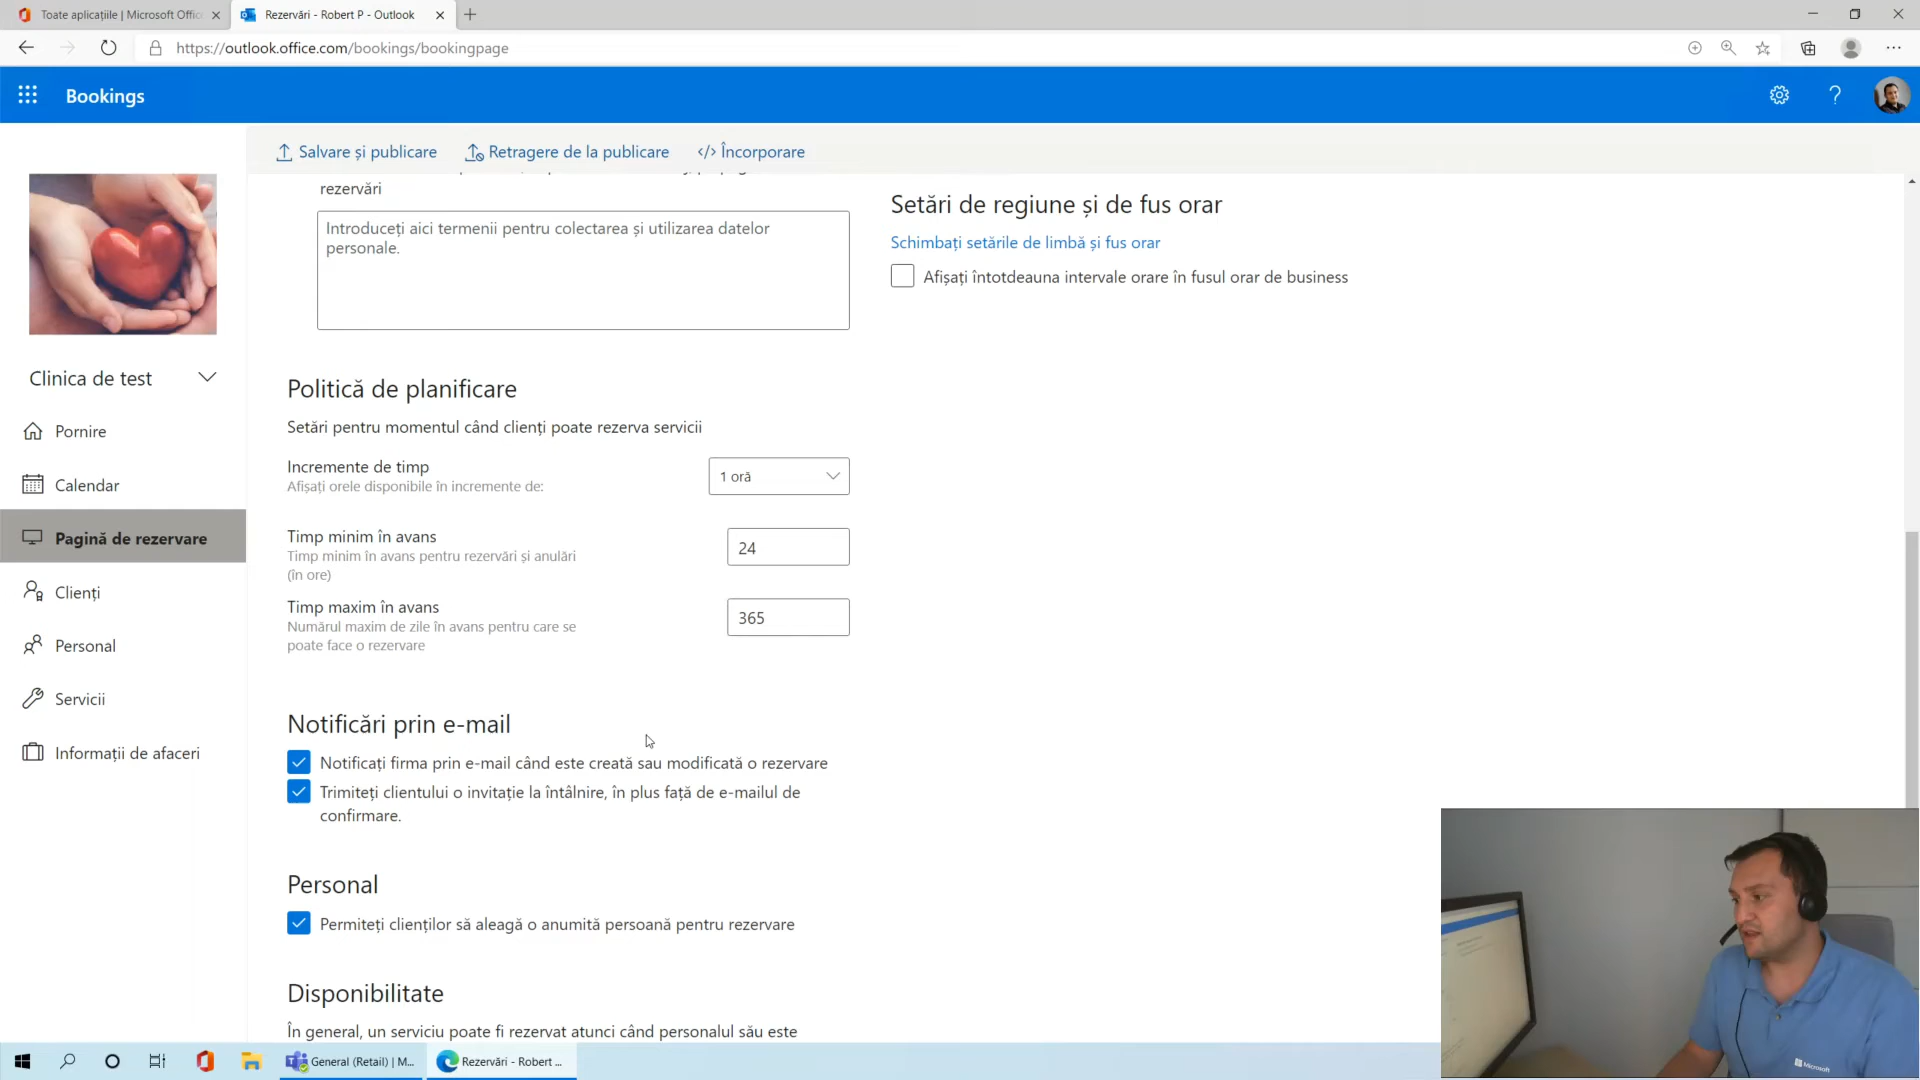 Toate aplicațiile | Microsoft Offic
Rezervări - Robert P - Outlook
https://outlook.office.com/bookings/bookingpage
Bookings
Salvare și publicare
Retragere de la publicare
</> Încorporare
rezervări
Introduceți aici termenii pentru colectarea și utilizarea datelor
personale.
Setări de regiune și de fus orar
Schimbați setările de limbă și fus orar
Afișați întotdeauna intervale orare în fusul orar de business
Clinica de test
Pornire
Calendar
Pagină de rezervare
Clienți
Personal
Servicii
Informații de afaceri
Politică de planificare
Setări pentru momentul când clienți poate rezerva servicii
Incremente de timp
Afișați orele disponibile în incremente de:
1 oră
Timp minim în avans
Timp minim în avans pentru rezervări și anulări
(în ore)
24
Timp maxim în avans
Numărul maxim de zile în avans pentru care se
poate face o rezervare
365
Notificări prin e-mail
Notificați firma prin e-mail când este creată sau modificată o rezervare
Trimiteți clientului o invitație la întâlnire, în plus față de e-mailul de
confirmare.
Personal
Permiteți clienților să aleagă o anumită persoană pentru rezervare
Disponibilitate
În general, un serviciu poate fi rezervat atunci când personalul său este
General (Retail) | M...
Rezervări - Robert ...
Microsoft